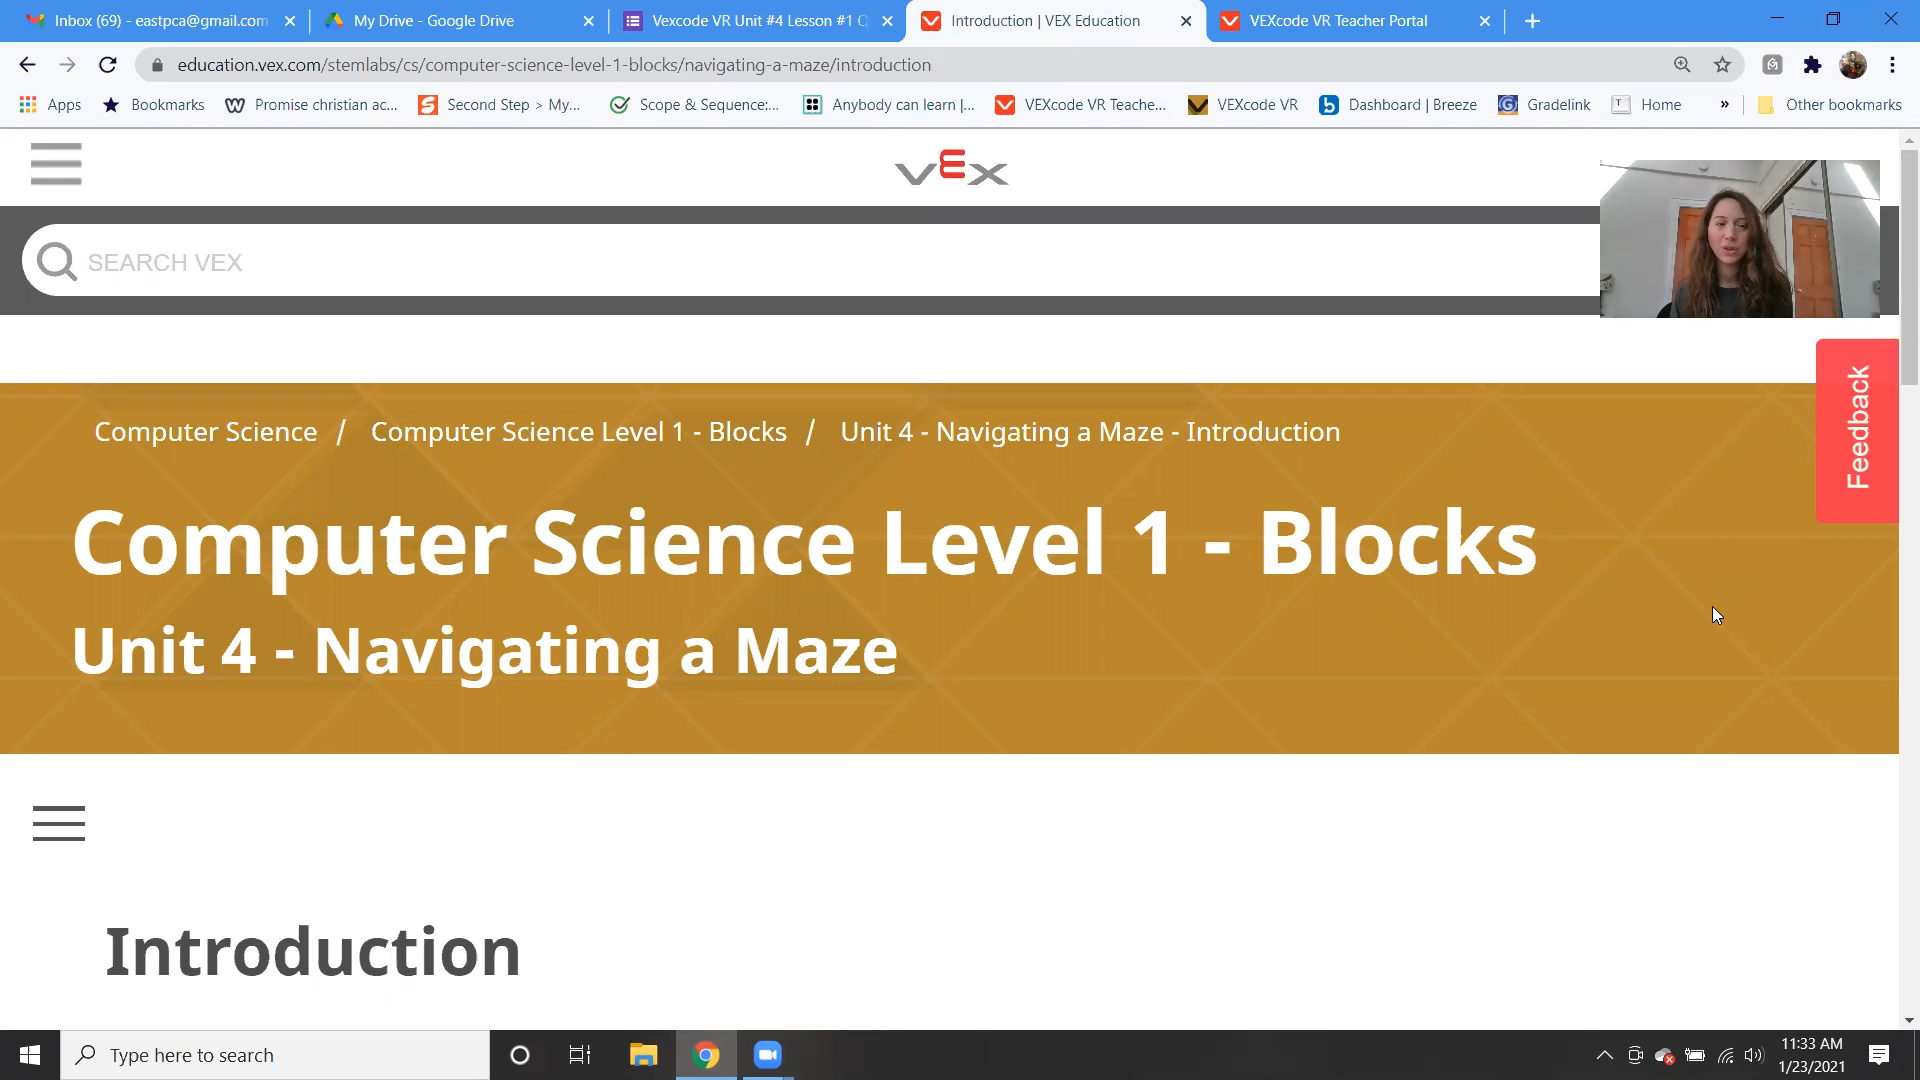 Inbox (69) - eastpca@gmail.com
My Drive - Google Drive
Vexcode VR Unit #4 Lesson #1 Q
Introduction | VEX Education
VEXcode VR Teacher Portal
education.vex.com/stemlabs/cs/computer-science-level-1-blocks/navigating-a-maze/introduction
Apps
Bookmarks
Promise christian ac...
Second Step > My...
Scope & Sequence:...
Anybody can learn |...
VEXcode VR Teache...
VEXcode VR
Dashboard | Breeze
Gradelink
Home
»
Other bookmarks
VEX
SEARCH VEX
Feedback
Computer Science / Computer Science Level 1 - Blocks / Unit 4 - Navigating a Maze - Introduction
Computer Science Level 1 - Blocks
Unit 4 - Navigating a Maze
Introduction
Type here to search
11:33 AM
1/23/2021